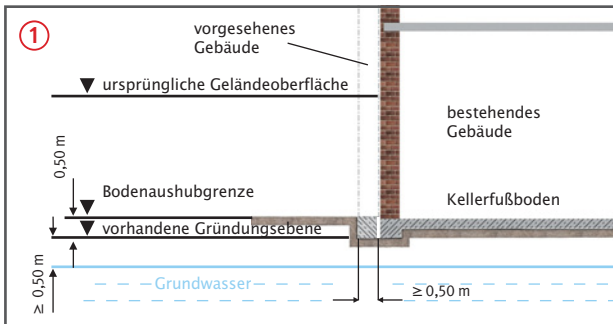 1
vorgesehenes
Gebäude
ursprüngliche Geländeoberfläche
bestehendes
Gebäude
0,50 m
Bodenaushubgrenze
Kellerfußboden
vorhandene Gründungsebene
≥ 0,50 m
Grundwasser
≥ 0,50 m